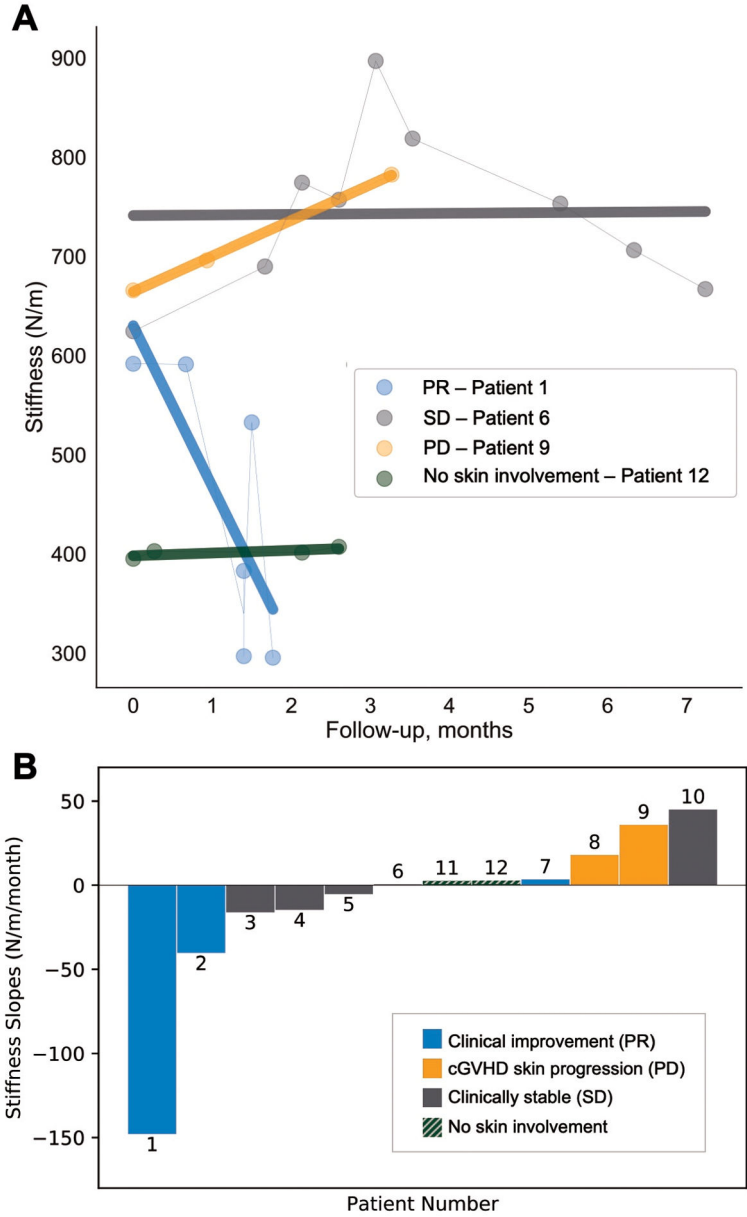 A
900
800
700
600
500
400
300
Stiffness (N/m)
PR – Patient 1
SD – Patient 6
PD – Patient 9
No skin involvement – Patient 12
0 1 2 3 4 5 6 7
Follow-up, months
B
50
0
−50
−100
−150
Stiffness Slopes (N/m/month)
1
2
3
4
5
6
11
12
7
8
9
10
Clinical improvement (PR)
cGVHD skin progression (PD)
Clinically stable (SD)
No skin involvement
Patient Number